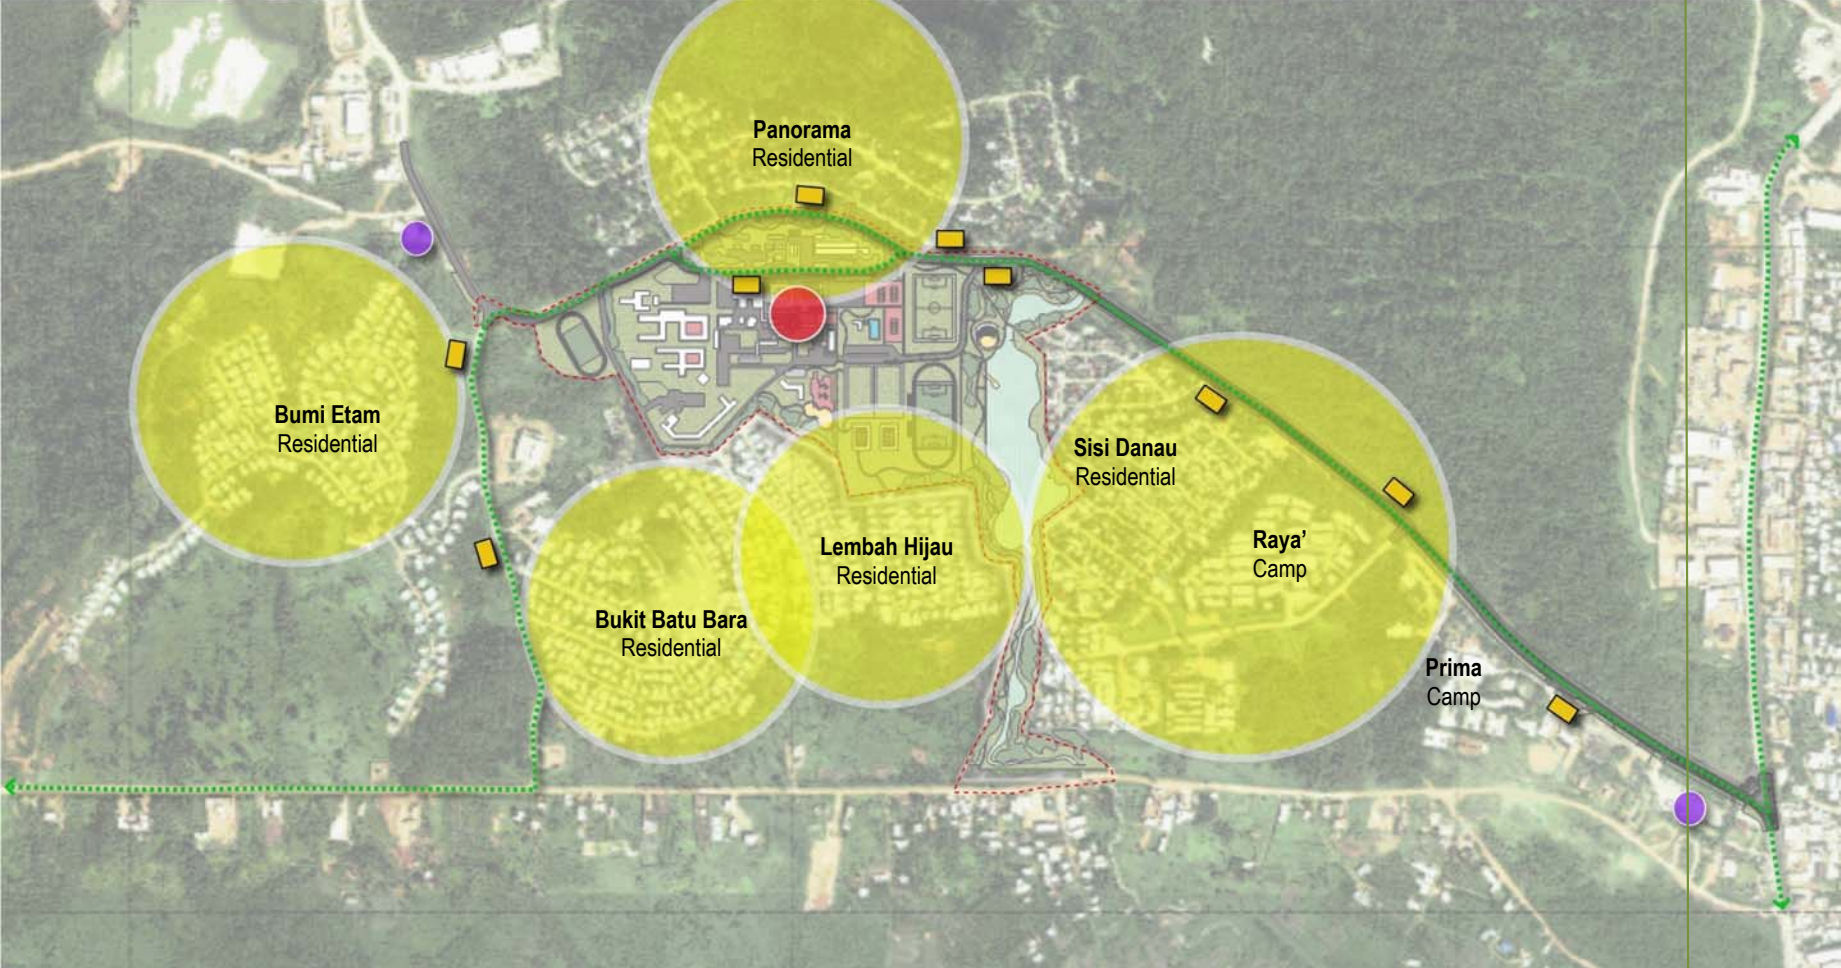 Panorama
Residential
Bumi Etam
Residential
Sisi Danau
Residential
Lembah Hijau
Residential
Raya’
Camp
Bukit Batu Bara
Residential
Prima
Camp